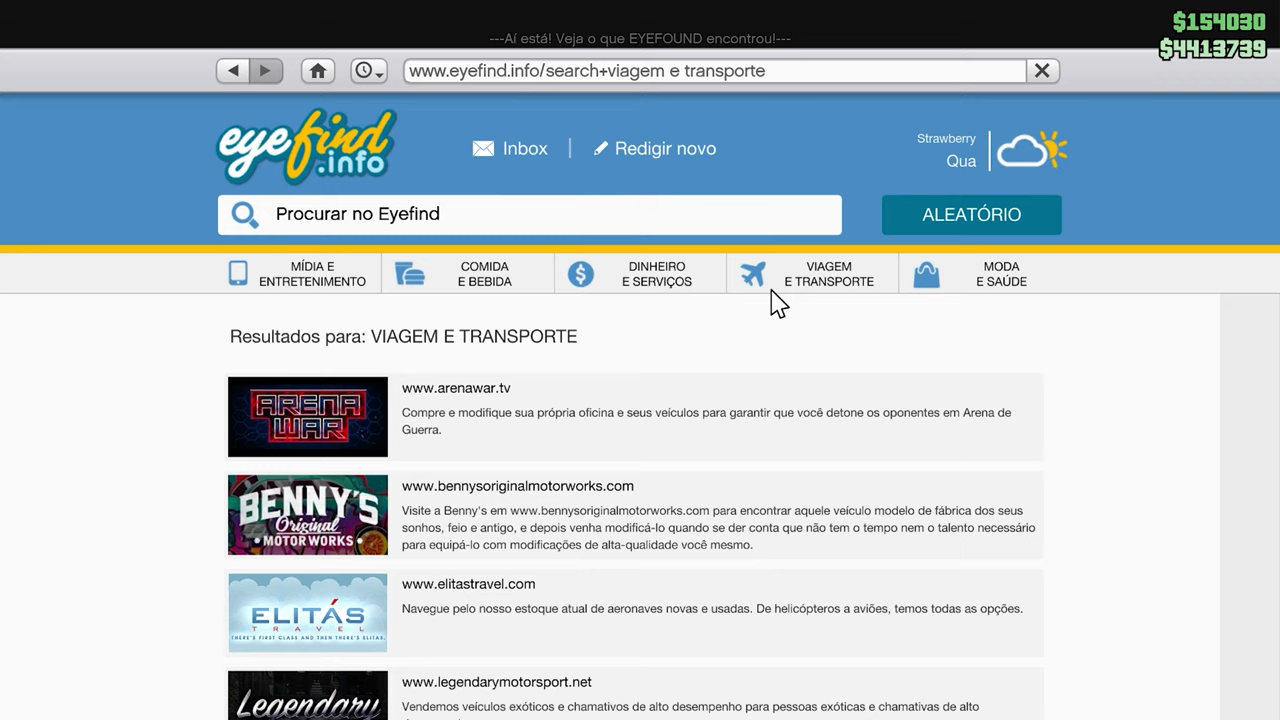 $154030
---Aí está! Veja o que EYEFOUND encontrou!---
$4413739
www.eyefind.info/search+viagem e transporte
eyefind.info
Inbox
Redigir novo
Strawberry
Qua
Procurar no Eyefind
ALEATÓRIO
MÍDIA E
ENTRETENIMENTO
COMIDA
E BEBIDA
DINHEIRO
E SERVIÇOS
VIAGEM
E TRANSPORTE
MODA
E SAÚDE
Resultados para: VIAGEM E TRANSPORTE
ARENA
WAR
www.arenawar.tv
Compre e modifique sua própria oficina e seus veículos para garantir que você detone os oponentes em Arena de
Guerra.
BENNY'S
Original
MOTOR WORKS
www.bennysoriginalmotorworks.com
Visite a Benny's em www.bennysoriginalmotorworks.com para encontrar aquele veículo modelo de fábrica dos seus
sonhos, feio e antigo, e depois venha modificá-lo quando se der conta que não tem o tempo nem o talento necessário
para equipá-lo com modificações de alta-qualidade você mesmo.
ELITÁS
TRAVEL
THERE'S FIRST CLASS AND THEN THERE'S ELITAS.
www.elitastravel.com
Navegue pelo nosso estoque atual de aeronaves novas e usadas. De helicópteros a aviões, temos todas as opções.
Legendary
www.legendarymotorsport.net
Vendemos veículos exóticos e chamativos de alto desempenho para pessoas exóticas e chamativas de alto